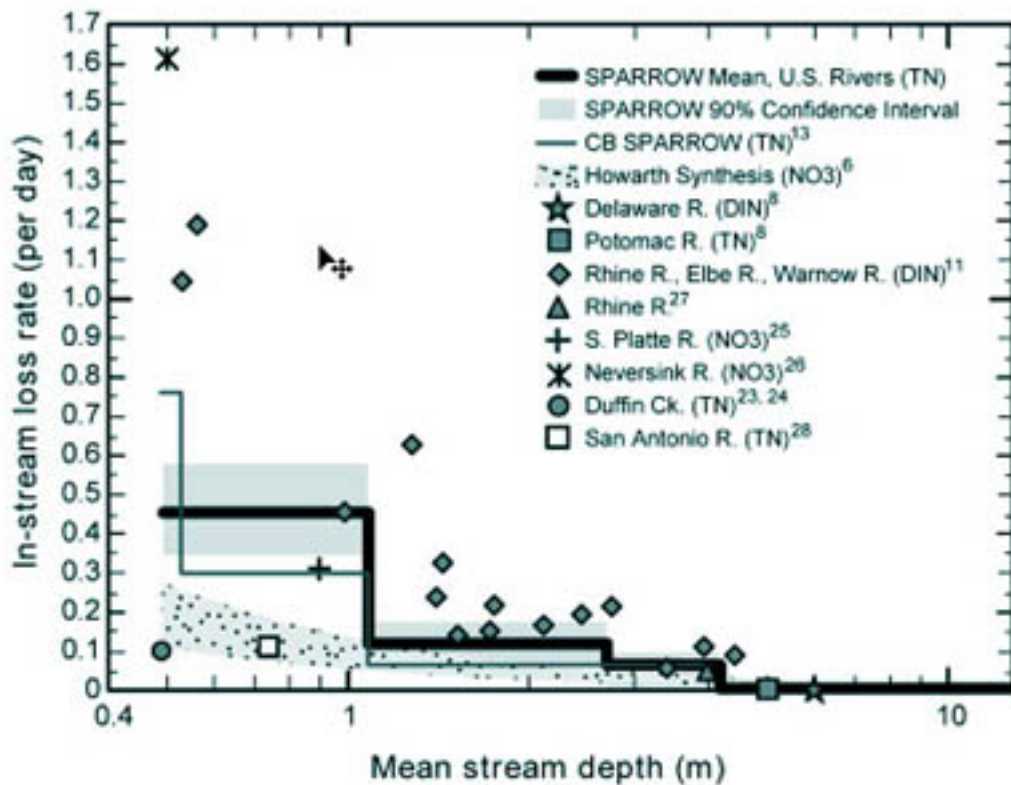 1.7
1.6
1.5
1.4
1.3
1.2
1.1
1.0
0.9
0.8
0.7
0.6
0.5
0.4
0.3
0.2
0.1
0
0.4
1
10
In-stream loss rate (per day)
Mean stream depth (m)
SPARROW Mean, U.S. Rivers (TN)
SPARROW 90% Confidence Interval
CB SPARROW (TN)13
Howarth Synthesis (NO3)6
Delaware R. (DIN)8
Potomac R. (TN)8
Rhine R., Elbe R., Warnow R. (DIN)11
Rhine R.27
S. Platte R. (NO3)25
Neversink R. (NO3)26
Duffin Ck. (TN)23, 24
San Antonio R. (TN)28